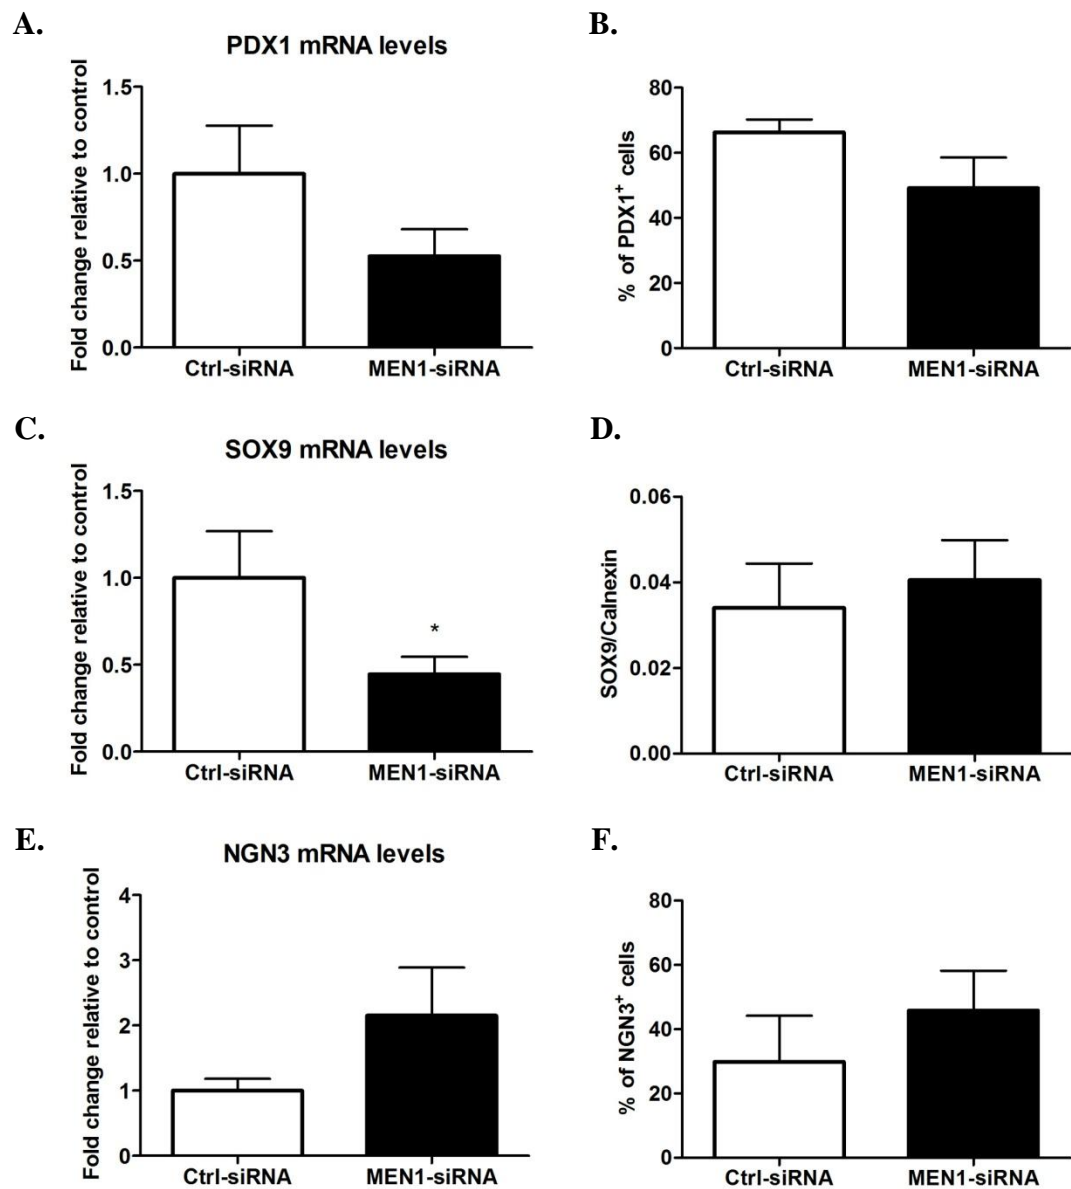 A.
PDX1 mRNA levels
Fold change relative to control
1.5
1.0
0.5
0.0
Ctrl-siRNA MEN1-siRNA
B.
% of PDX1⁺ cells
80
60
40
20
0
Ctrl-siRNA MEN1-siRNA
C.
SOX9 mRNA levels
Fold change relative to control
1.5
1.0
0.5
0.0
*
Ctrl-siRNA MEN1-siRNA
D.
SOX9/Calnexin
0.06
0.04
0.02
0.00
Ctrl-siRNA MEN1-siRNA
E.
NGN3 mRNA levels
Fold change relative to control
4
3
2
1
0
Ctrl-siRNA MEN1-siRNA
F.
% of NGN3⁺ cells
80
60
40
20
0
Ctrl-siRNA MEN1-siRNA